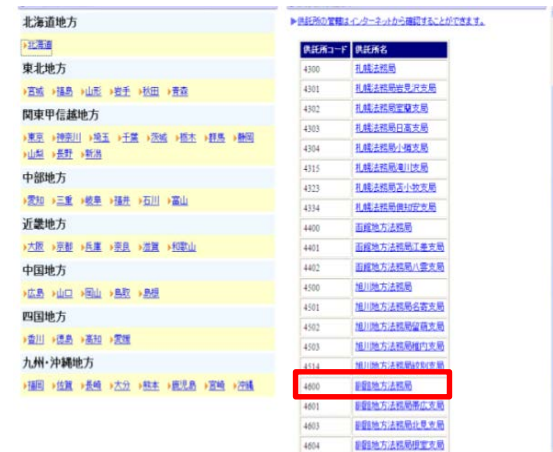 北海道地方
北海道
東北地方
宮城 福島 山形 岩手 秋田 青森
関東甲信越地方
東京 神奈川 埼玉 千葉 茨城 栃木 群馬 静岡
山梨 長野 新潟
中部地方
愛知 三重 岐阜 福井 石川 富山
近畿地方
大阪 京都 兵庫 奈良 滋賀 和歌山
中国地方
広島 山口 岡山 鳥取 島根
四国地方
香川 徳島 高知 愛媛
九州・沖縄地方
福岡 佐賀 長崎 大分 熊本 鹿児島 宮崎 沖縄
供託所の管轄はインターネットから確認することができます。
供託所コード 供託所名
4300 札幌法務局
4301 札幌法務局岩見沢支局
4302 札幌法務局室蘭支局
4303 札幌法務局日高支局
4304 札幌法務局小樽支局
4315 札幌法務局滝川支局
4323 札幌法務局苫小牧支局
4334 札幌法務局倶知安支局
4400 函館地方法務局
4401 函館地方法務局江差支局
4402 函館地方法務局八雲支局
4500 旭川地方法務局
4501 旭川地方法務局名寄支局
4502 旭川地方法務局留萌支局
4503 旭川地方法務局稚内支局
4514 旭川地方法務局紋別支局
4600 釧路地方法務局
4601 釧路地方法務局帯広支局
4603 釧路地方法務局北見支局
4604 釧路地方法務局根室支局